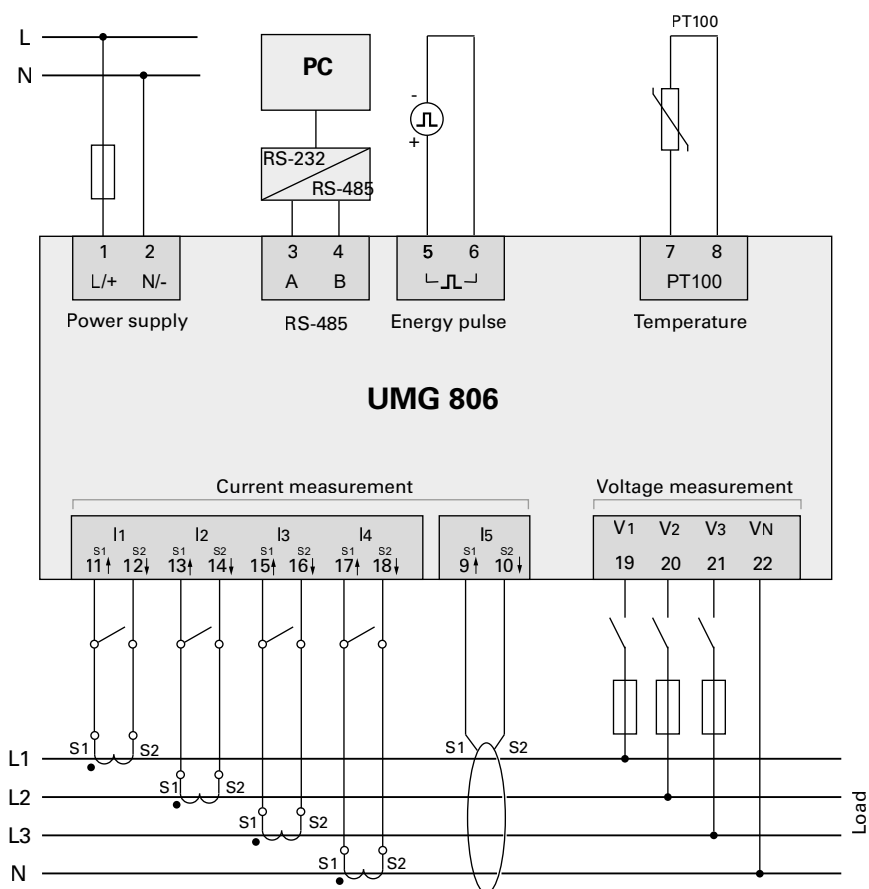 PT100
L
N
PC
RS-232
RS-485
-
+
1 2
L/+ N/-
3 4
A B
5 6
7 8
PT100
Power supply
RS-485
Energy pulse
Temperature
UMG 806
Current measurement
Voltage measurement
I1 I2 I3 I4 I5
S1 S2 S1 S2 S1 S2 S1 S2 S1 S2
11 12 13 14 15 16 17 18 9 10
V1 V2 V3 VN
19 20 21 22
L1 S1 S2 S1 S2
L2 S1 S2
L3 S1 S2
N S1 S2
Load